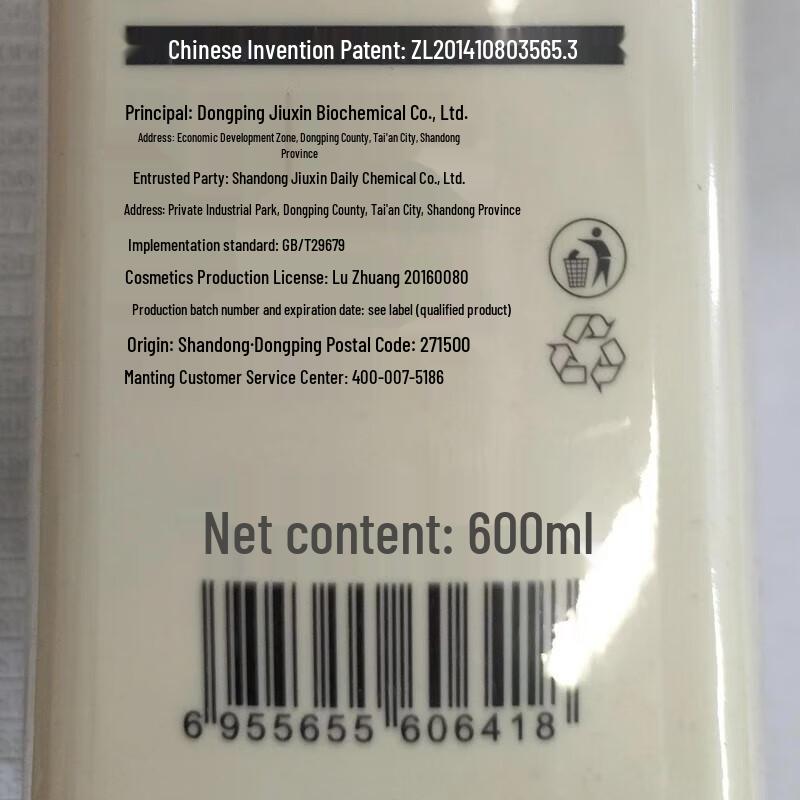 Chinese Invention Patent: ZL201410803565.3
Principal: Dongping Jiuxin Biochemical Co., Ltd.
Address: Economic Development Zone, Dongping County, Tai'an City, Shandong
Province
Entrusted Party: Shandong Jiuxin Daily Chemical Co., Ltd.
Address: Private Industrial Park, Dongping County, Tai'an City, Shandong Province
Implementation standard: GB/T29679
Cosmetics Production License: Lu Zhuang 20160080
Production batch number and expiration date: see label (qualified product)
Origin: Shandong·Dongping Postal Code: 271500
Manting Customer Service Center: 400-007-5186
Net content: 600ml
6 955655 606418